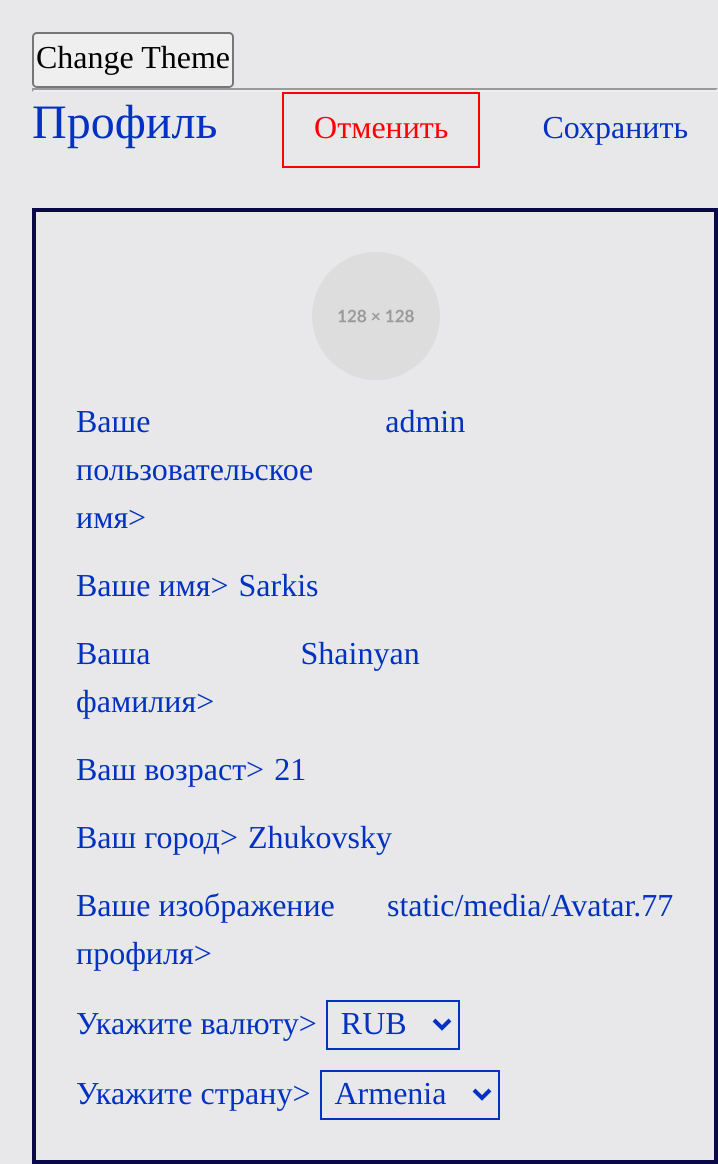 Change Theme
Профиль Отменить Сохранить
128 × 128
Ваше admin
пользовательское
имя>
Ваше имя> Sarkis
Ваша Shainyan
фамилия>
Ваш возраст> 21
Ваш город> Zhukovsky
Ваше изображение static/media/Avatar.77
профиля>
Укажите валюту> RUB
Укажите страну> Armenia